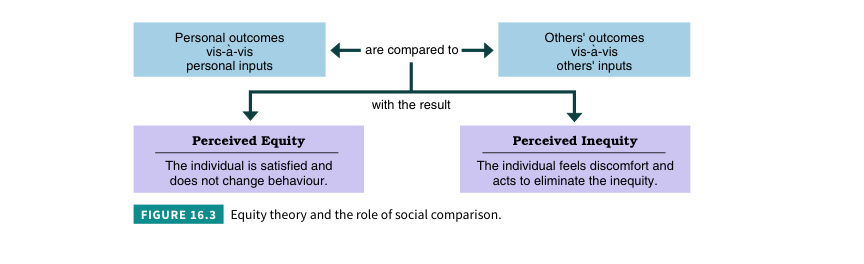 Personal outcomes
vis-à-vis
personal inputs
are compared to
Others' outcomes
vis-à-vis
others' inputs
with the result
Perceived Equity
The individual is satisfied and
does not change behaviour.
Perceived Inequity
The individual feels discomfort and
acts to eliminate the inequity.
FIGURE 16.3 Equity theory and the role of social comparison.